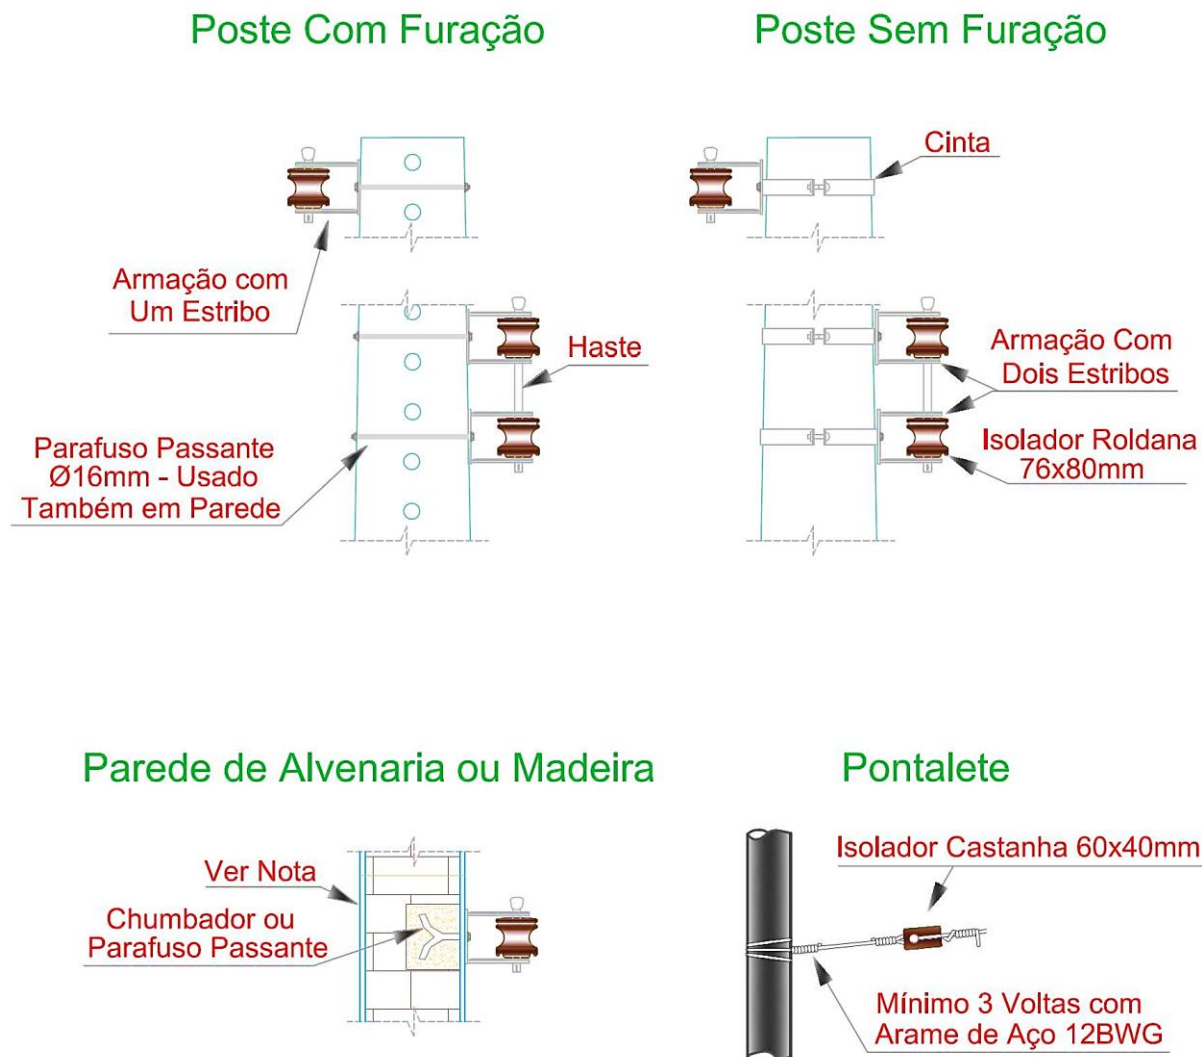 Poste Com Furação
Poste Sem Furação
Cinta
Armação com
Um Estribo
Haste
Armação Com
Dois Estribos
Parafuso Passante
Ø16mm - Usado
Também em Parede
Isolador Roldana
76x80mm
Parede de Alvenaria ou Madeira
Pontalete
Ver Nota
Chumbador ou
Parafuso Passante
Isolador Castanha 60x40mm
Mínimo 3 Voltas com
Arame de Aço 12BWG